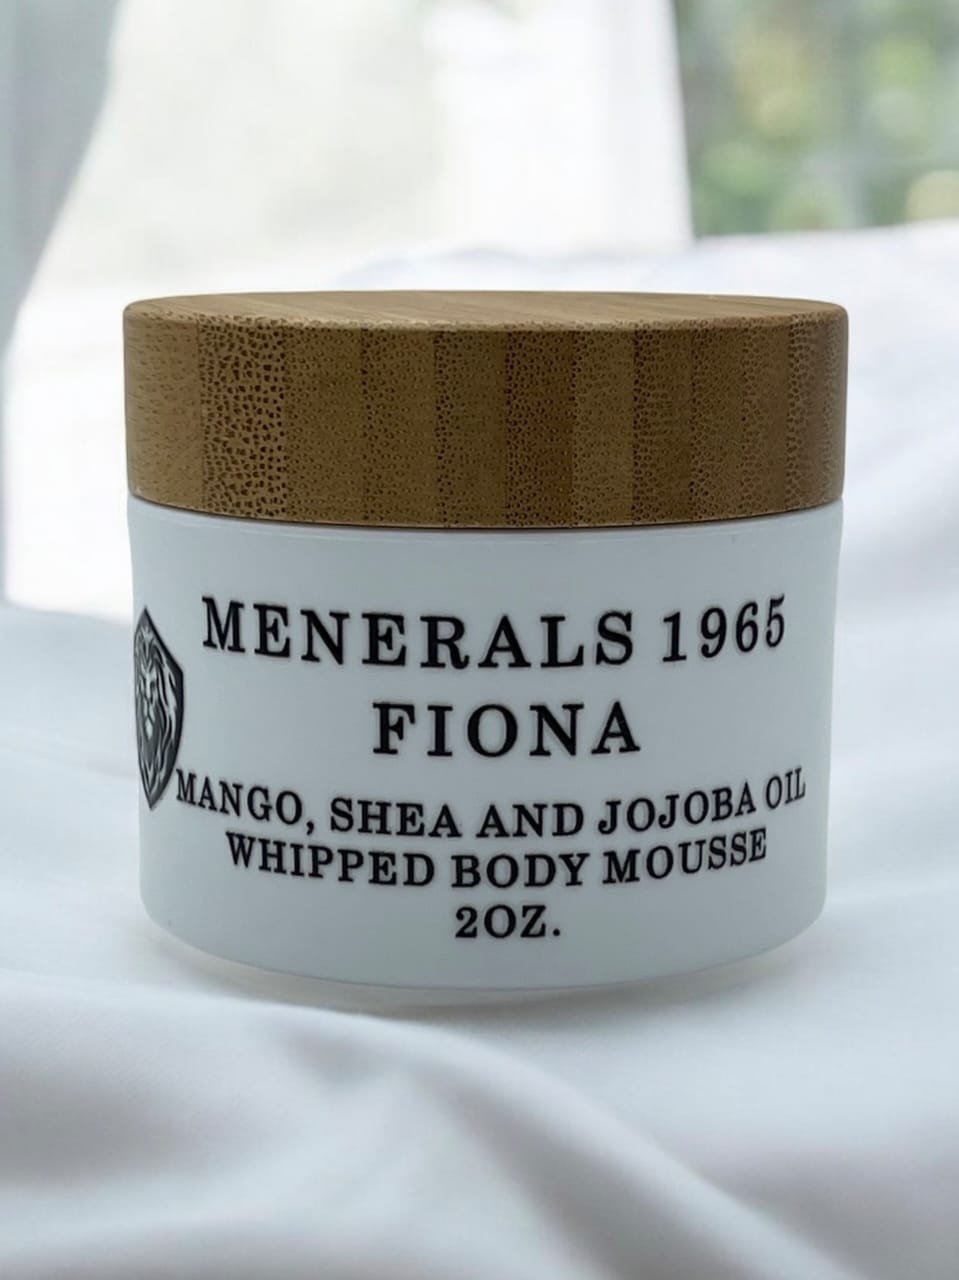 MENERALS 1965
FIONA
MANGO, SHEA AND JOJOBA OIL
WHIPPED BODY MOUSSE
2OZ.